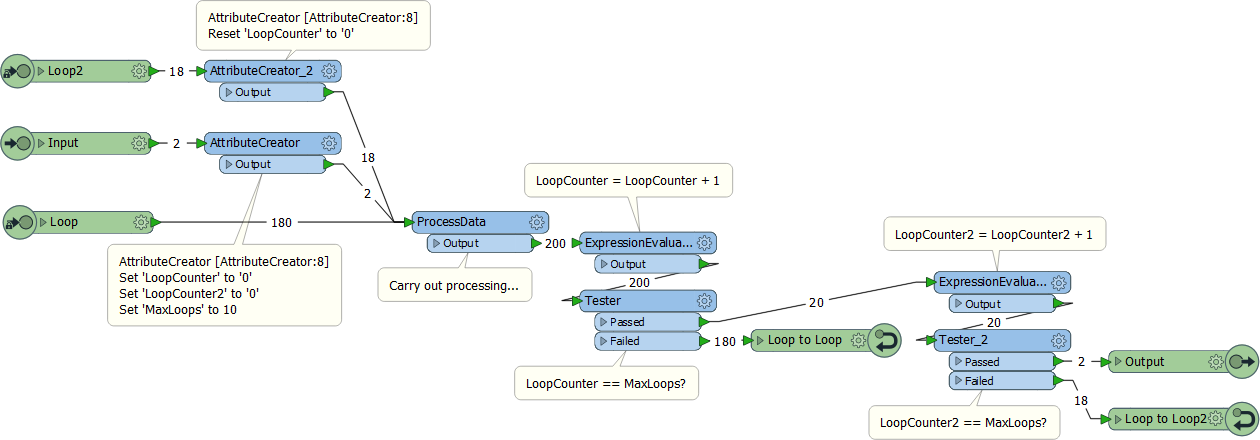 AttributeCreator [AttributeCreator:8]
Reset 'LoopCounter' to '0'
Loop2
18
AttributeCreator_2
Output
Input
2
AttributeCreator
Output
18
2
Loop
180
ProcessData
Output
200
LoopCounter = LoopCounter + 1
ExpressionEvalua...
Output
200
AttributeCreator [AttributeCreator:8]
Set 'LoopCounter' to '0'
Set 'LoopCounter2' to '0'
Set 'MaxLoops' to 10
Carry out processing...
Tester
Passed
Failed
20
180
Loop to Loop
LoopCounter == MaxLoops?
LoopCounter2 = LoopCounter2 + 1
ExpressionEvalua...
Output
20
Tester_2
Passed
Failed
2
Output
18
Loop to Loop2
LoopCounter2 == MaxLoops?